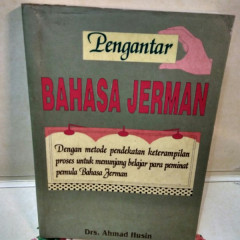 Pengantar
BAHASA JERMAN
Dengan metode pendekatan keterampilan
proses untuk menunjang belajar para peminat
pemula Bahasa Jerman
Drs. Ahmad Husin